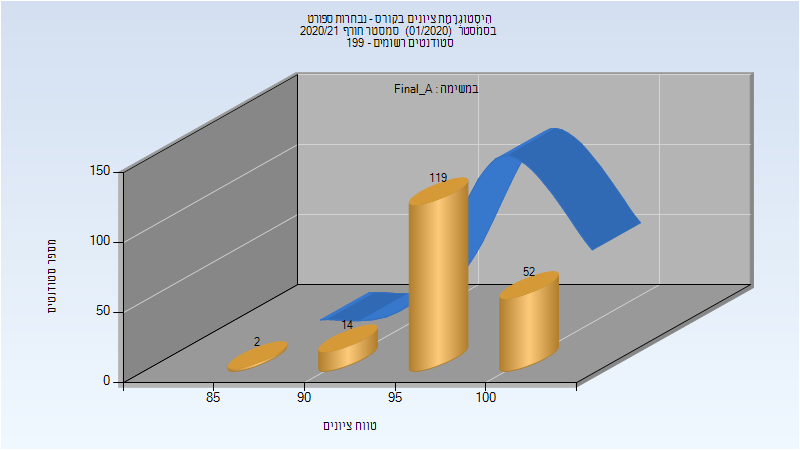 היסטוגרמת ציונים בקורס - נבחרות ספורט
בסמסטר (01/2020) סמסטר חורף 2020/21
סטודנטים רשומים - 199
במשימה : Final_A
מספר סטודנטים
150
100
50
0
2
14
119
52
85
90
95
100
טווח ציונים